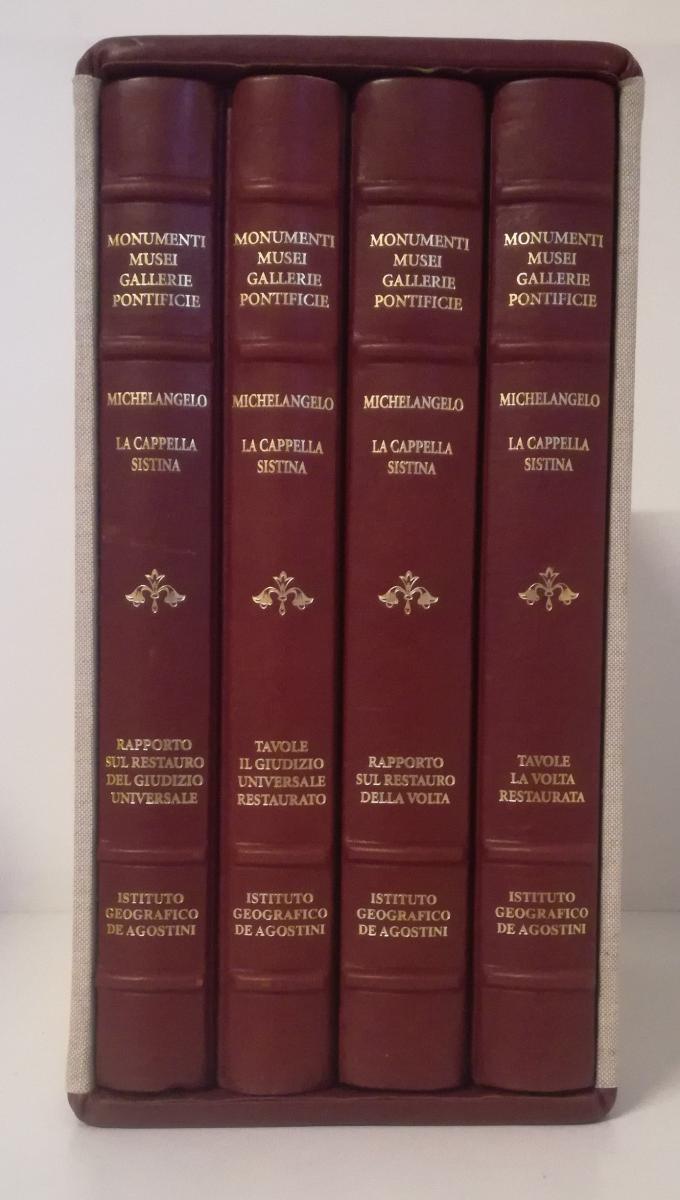 MONUMENTI
MUSEI
GALLERIE
PONTIFICIE
MICHELANGELO
LA CAPPELLA
SISTINA
RAPPORTO
SUL RESTAURO
DEL GIUDIZIO
UNIVERSALE
ISTITUTO
GEOGRAFICO
DE AGOSTINI
MONUMENTI
MUSEI
GALLERIE
PONTIFICIE
MICHELANGELO
LA CAPPELLA
SISTINA
TAVOLE
IL GIUDIZIO
UNIVERSALE
RESTAURATO
ISTITUTO
GEOGRAFICO
DE AGOSTINI
MONUMENTI
MUSEI
GALLERIE
PONTIFICIE
MICHELANGELO
LA CAPPELLA
SISTINA
RAPPORTO
SUL RESTAURO
DELLA VOLTA
ISTITUTO
GEOGRAFICO
DE AGOSTINI
MONUMENTI
MUSEI
GALLERIE
PONTIFICIE
MICHELANGELO
LA CAPPELLA
SISTINA
TAVOLE
LA VOLTA
RESTAURATA
ISTITUTO
GEOGRAFICO
DE AGOSTINI